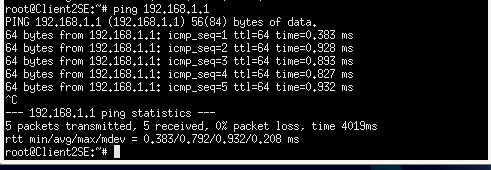 root@Client2SE:~# ping 192.168.1.1
PING 192.168.1.1 (192.168.1.1) 56(84) bytes of data.
64 bytes from 192.168.1.1: icmp_seq=1 ttl=64 time=0.383 ms
64 bytes from 192.168.1.1: icmp_seq=2 ttl=64 time=0.928 ms
64 bytes from 192.168.1.1: icmp_seq=3 ttl=64 time=0.893 ms
64 bytes from 192.168.1.1: icmp_seq=4 ttl=64 time=0.827 ms
64 bytes from 192.168.1.1: icmp_seq=5 ttl=64 time=0.932 ms
^C
--- 192.168.1.1 ping statistics ---
5 packets transmitted, 5 received, 0% packet loss, time 4019ms
rtt min/avg/max/mdev = 0.383/0.792/0.932/0.208 ms
root@Client2SE:~#